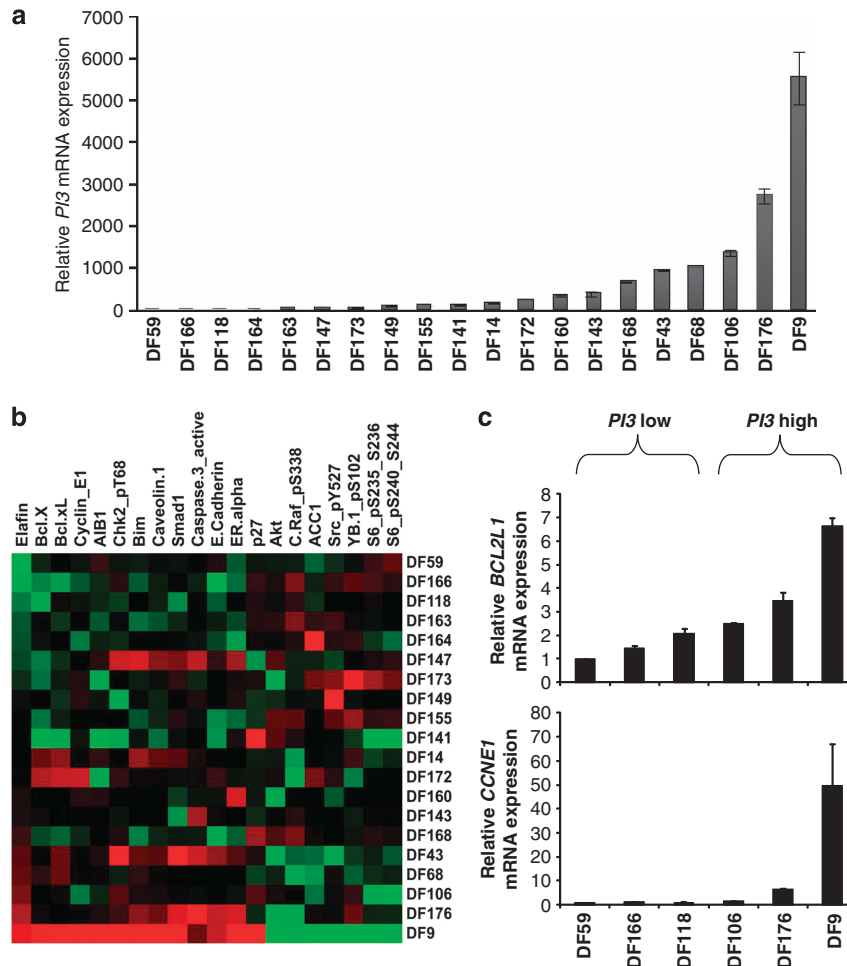 a
Relative PI3 mRNA expression
7000
6000
5000
4000
3000
2000
1000
0
DF59
DF166
DF118
DF164
DF163
DF147
DF173
DF149
DF155
DF141
DF14
DF172
DF160
DF143
DF168
DF43
DF68
DF106
DF176
DF9
b
Elafin
Bcl.X
Bcl.xL
Cyclin_E1
AIB1
Chk2_pT68
Bim
Caveolin.1
Smad1
Caspase.3_active
E.Cadherin
ER.alpha
p27
Akt
C.Raf_pS338
ACC1
Src_pY527
YB.1_pS102
S6_pS235_S236
S6_pS240_S244
DF59
DF166
DF118
DF163
DF164
DF147
DF173
DF149
DF155
DF141
DF14
DF172
DF160
DF143
DF168
DF43
DF68
DF106
DF176
DF9
c
PI3 low
PI3 high
Relative BCL2L1
mRNA expression
8
7
6
5
4
3
2
1
0
Relative CCNE1
mRNA expression
80
70
60
50
40
30
20
10
0
DF59
DF166
DF118
DF106
DF176
DF9